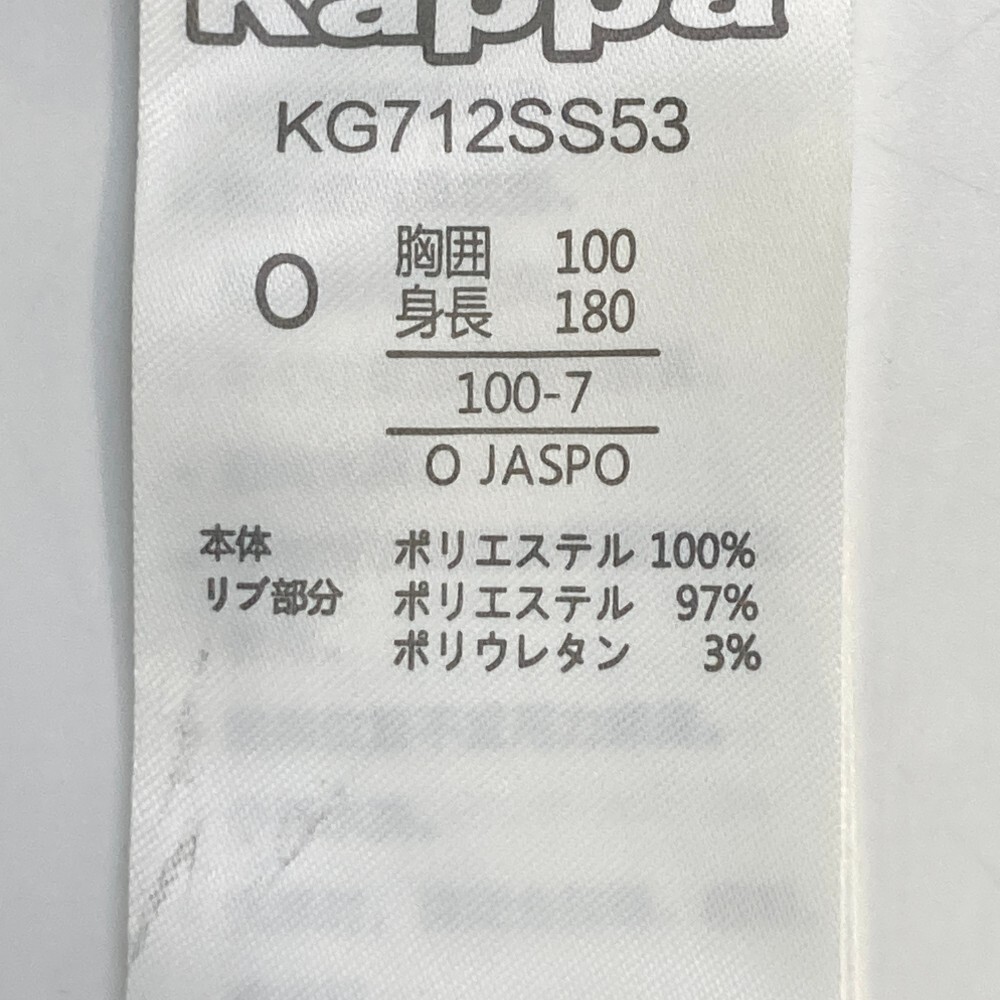 Kappa
KG712SS53
O
胸囲 100
身長 180
100-7
O JASPO
本体 ポリエステル 100%
リブ部分 ポリエステル 97%
ポリウレタン 3%